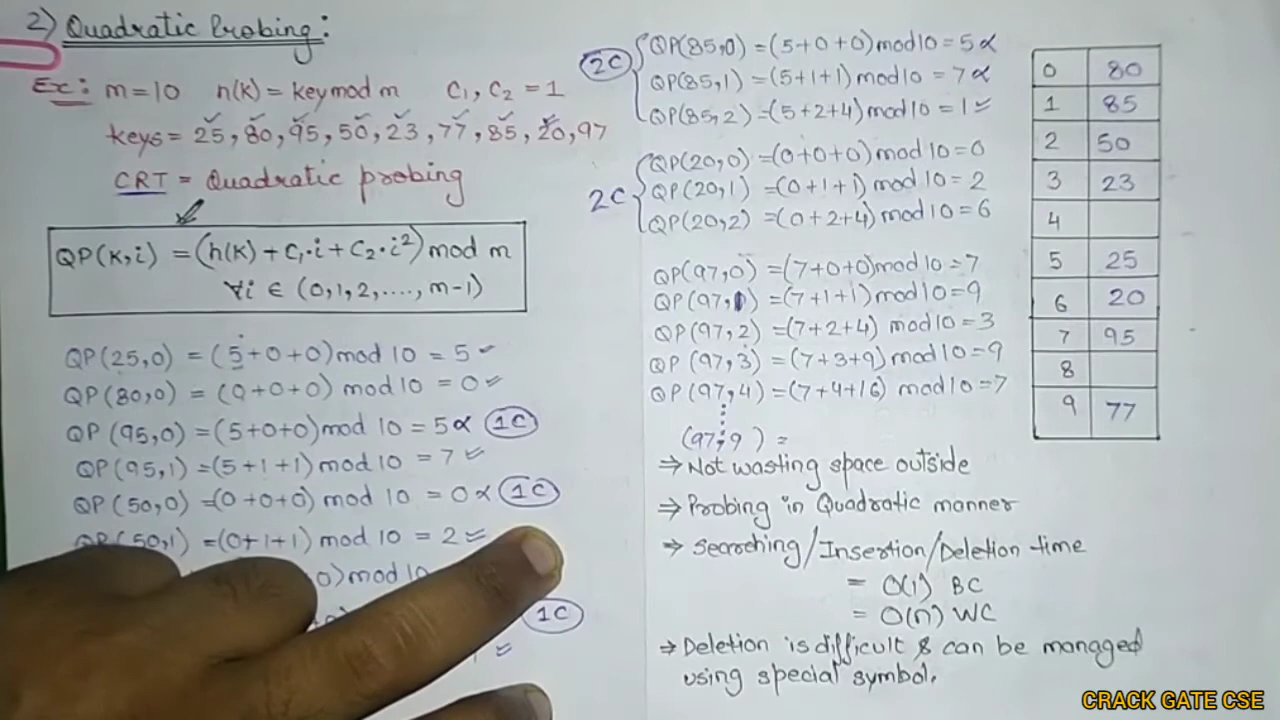 2) Quadratic Probing:
Ex: m=10 h(k)=key mod m C₁, C₂ = 1
keys = 25, 80, 95, 50, 23, 77, 85, 20, 97
CRT = Quadratic probing
QP(K,i) = (h(K) + C₁·i + C₂·i²) mod m
∀i ∈ (0,1,2,....,m-1)
QP(25,0) = (5+0+0) mod 10 = 5 ✓
QP(80,0) = (0+0+0) mod 10 = 0 ✓
QP(95,0) = (5+0+0) mod 10 = 5 x 1C
QP(95,1) = (5+1+1) mod 10 = 7 ✓
QP(50,0) = (0+0+0) mod 10 = 0 x 1C
QP(50,1) = (0+1+1) mod 10 = 2 ✓
0) mod 10
1C
2C
QP(85,0) = (5+0+0) mod 10 = 5 x
QP(85,1) = (5+1+1) mod 10 = 7 x
QP(85,2) = (5+2+4) mod 10 = 1 ✓
2C
QP(20,0) = (0+0+0) mod 10 = 0
QP(20,1) = (0+1+1) mod 10 = 2
QP(20,2) = (0+2+4) mod 10 = 6
QP(97,0) = (7+0+0) mod 10 = 7
QP(97,1) = (7+1+1) mod 10 = 9
QP(97,2) = (7+2+4) mod 10 = 3
QP(97,3) = (7+3+9) mod 10 = 9
QP(97,4) = (7+4+16) mod 10 = 7
(97,9) =
⇒ Not wasting space outside
⇒ Probing in Quadratic manner
⇒ Searching/Insertion/Deletion time
= O(1) BC
= O(n) WC
⇒ Deletion is difficult & can be managed
using special symbol.
0 80
1 85
2 50
3 23
4
5 25
6 20
7 95
8
9 77
CRACK GATE CSE